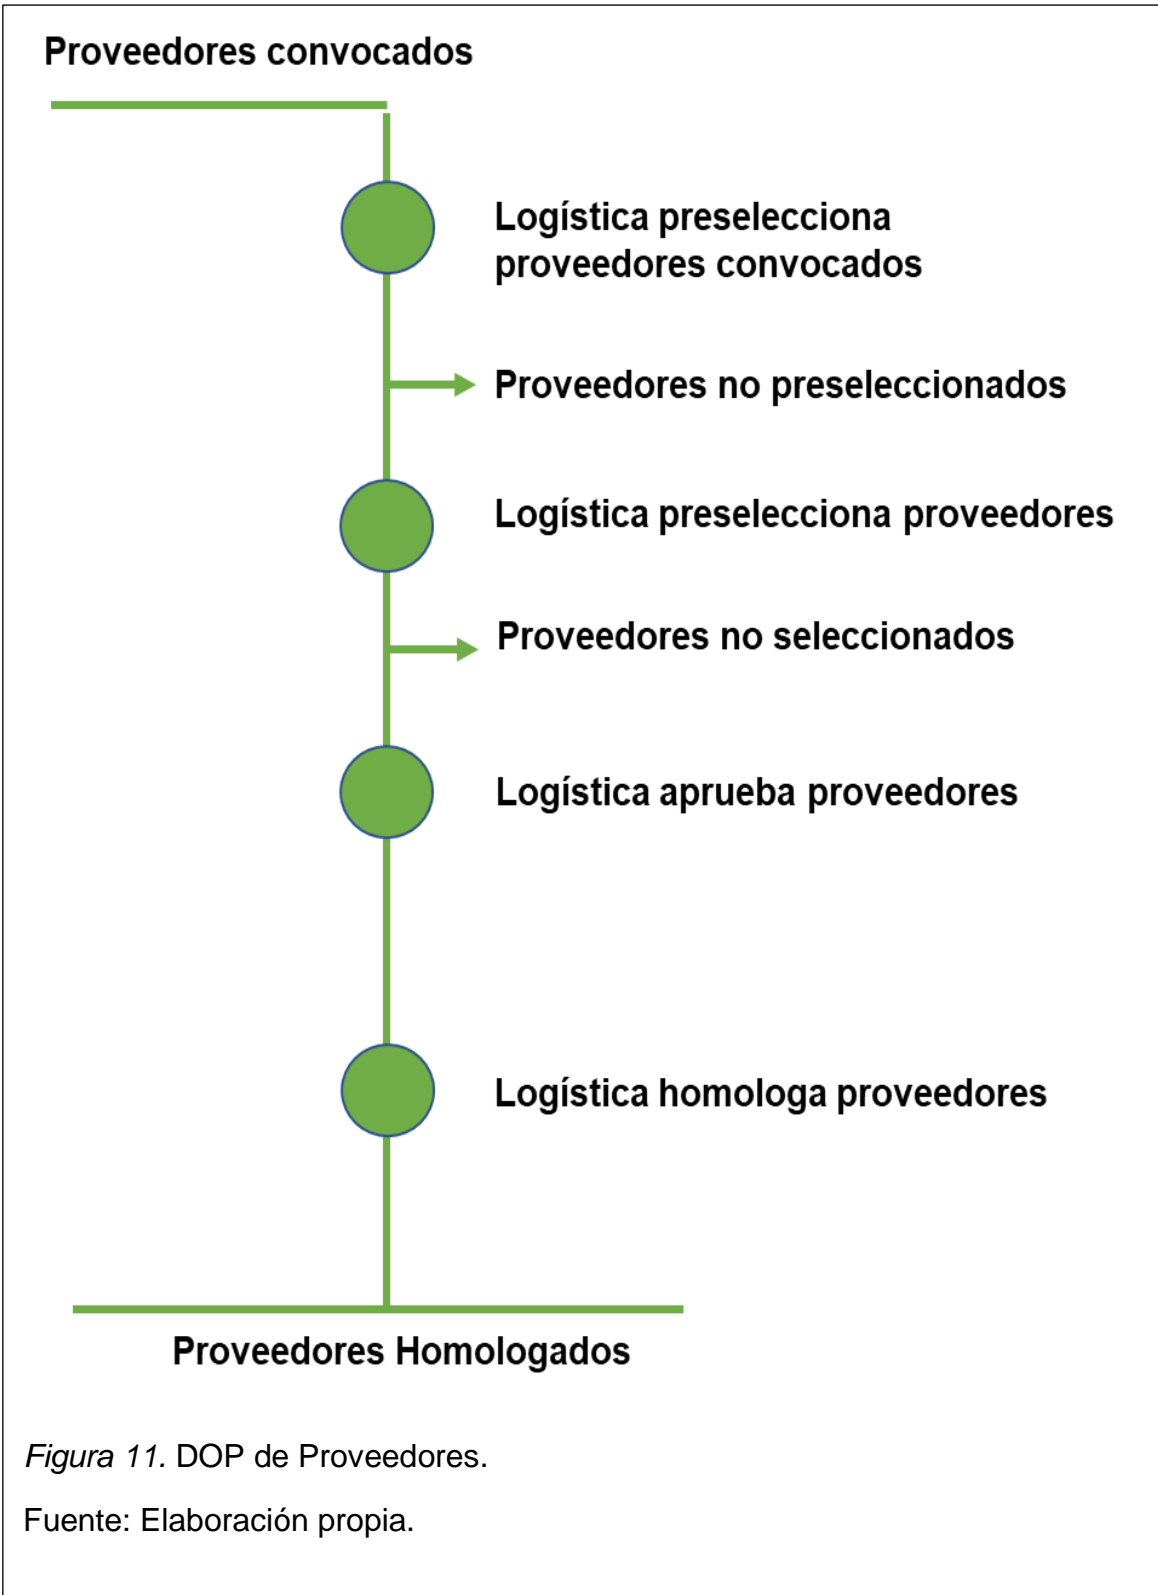 Proveedores convocados
Logística preselecciona
proveedores convocados
Proveedores no preseleccionados
Logística preselecciona proveedores
Proveedores no seleccionados
Logística aprueba proveedores
Logística homologa proveedores
Proveedores Homologados
Figura 11. DOP de Proveedores.
Fuente: Elaboración propia.